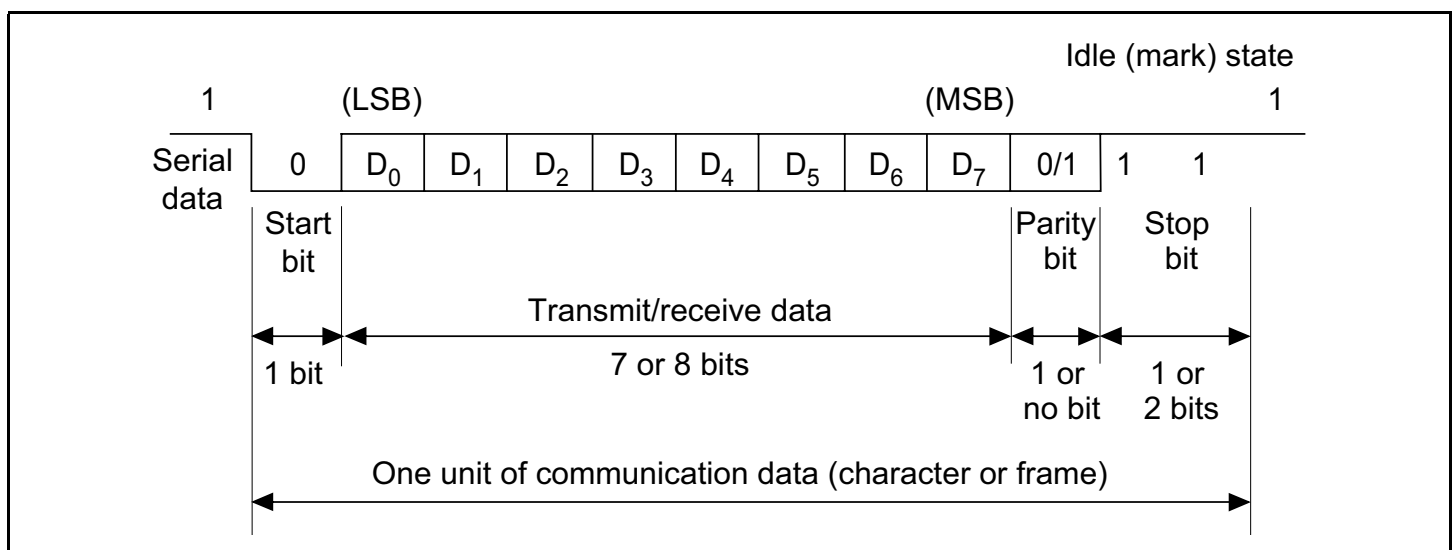 Idle (mark) state
1 (LSB) (MSB) 1
Serial data 0 D0 D1 D2 D3 D4 D5 D6 D7 0/1 1 1
Start bit Parity bit Stop bit
Transmit/receive data
1 bit 7 or 8 bits 1 or no bit 1 or 2 bits
One unit of communication data (character or frame)